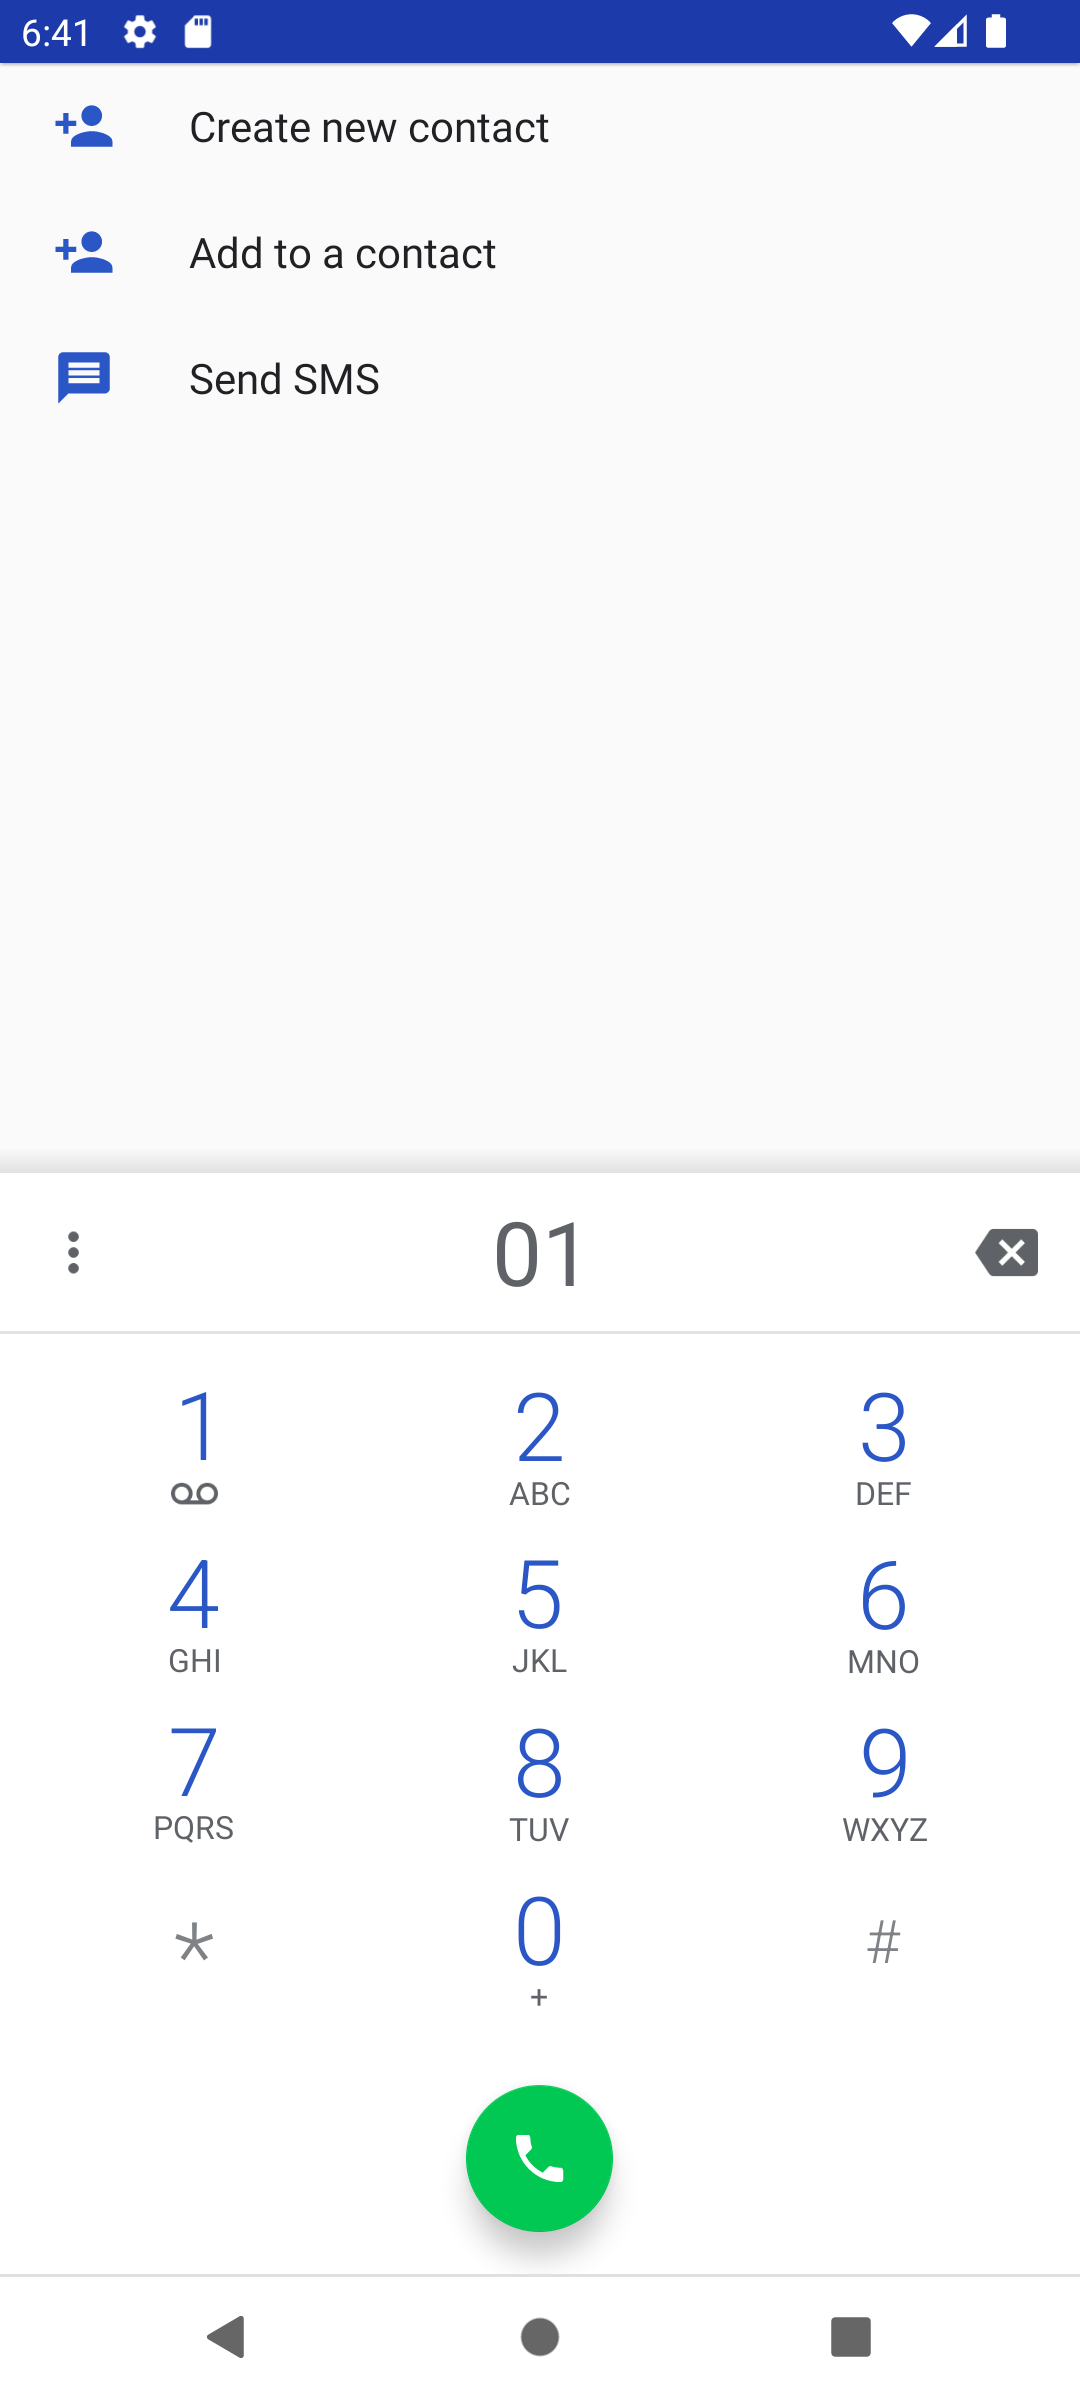 6:41
Create new contact
Add to a contact
Send SMS
01
1 2 3
ABC DEF
4 5 6
GHI JKL MNO
7 8 9
PQRS TUV WXYZ
* 0 #
+